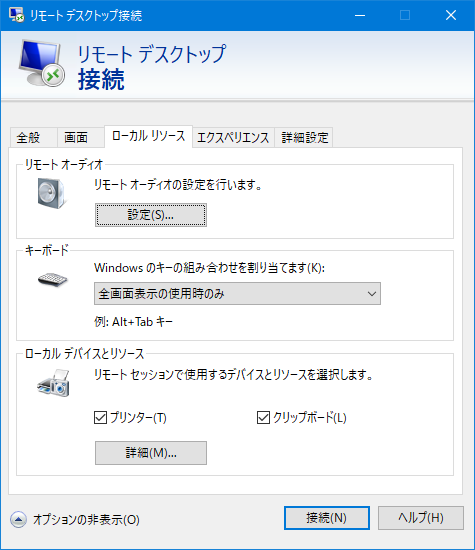 リモート デスクトップ接続
リモート デスクトップ
接続
全般
画面
ローカル リソース
エクスペリエンス
詳細設定
リモート オーディオ
リモート オーディオの設定を行います。
設定(S)...
キーボード
Windows のキーの組み合わせを割り当てます(K):
全画面表示の使用時のみ
例: Alt+Tab キー
ローカル デバイスとリソース
リモート セッションで使用するデバイスとリソースを選択します。
プリンター(T)
クリップボード(L)
詳細(M)...
オプションの非表示(O)
接続(N)
ヘルプ(H)